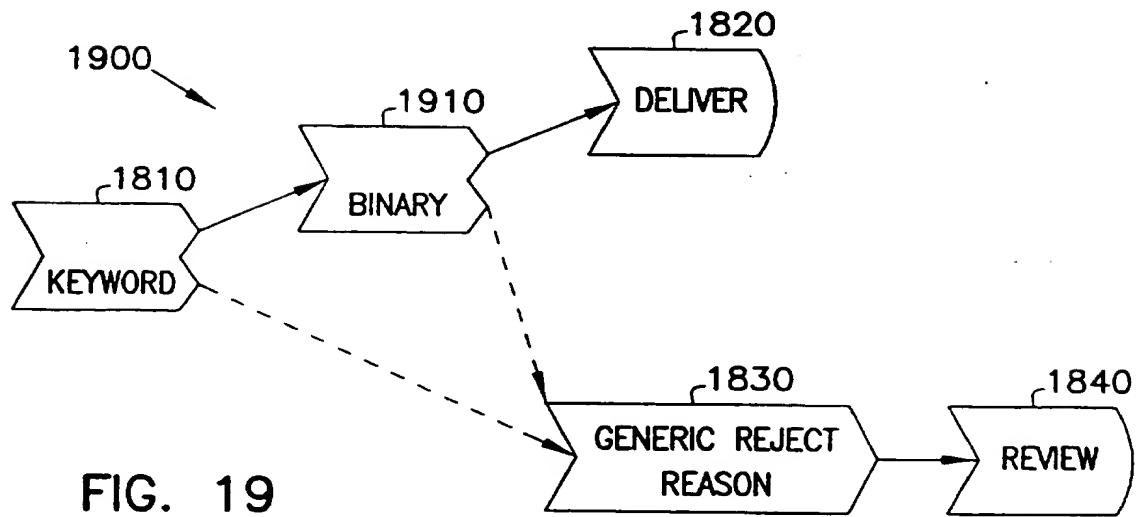 1820
1900
DELIVER
1910
1810
BINARY
KEYWORD
1830
1840
GENERIC REJECT
REASON
REVIEW
FIG. 19